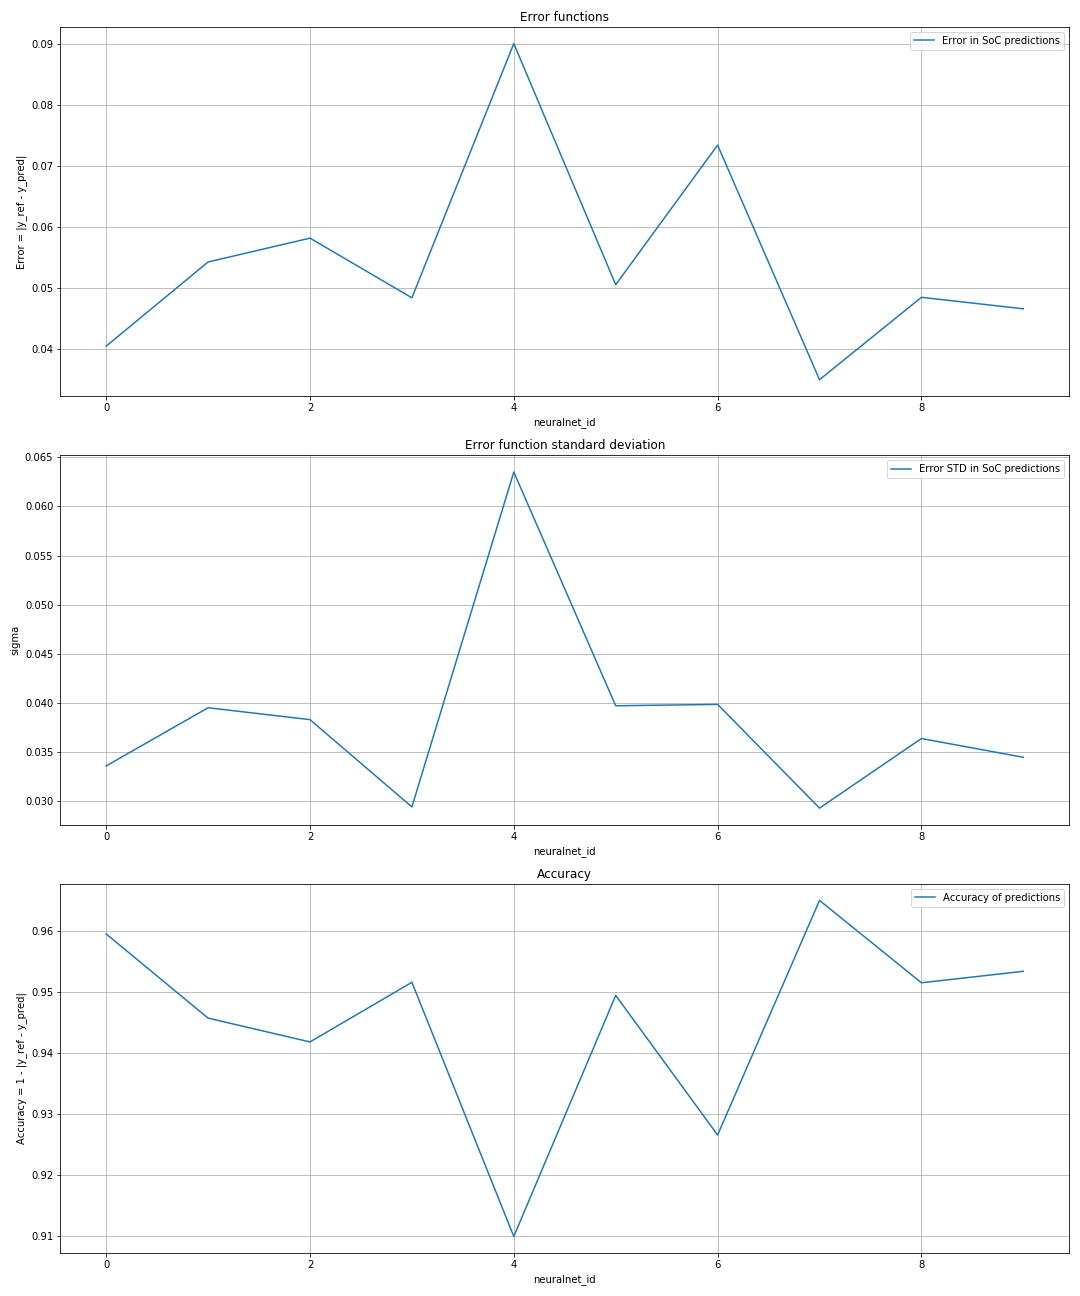 Error functions
Error in SoC predictions
0.09
0.08
0.07
0.06
0.05
0.04
Error = |y_ref - y_pred|
0 2 4 6 8
neuralnet_id
Error function standard deviation
Error STD in SoC predictions
0.065
0.060
0.055
0.050
0.045
0.040
0.035
0.030
sigma
0 2 4 6 8
neuralnet_id
Accuracy
Accuracy of predictions
0.96
0.95
0.94
0.93
0.92
0.91
Accuracy = 1 - |y_ref - y_pred|
0 2 4 6 8
neuralnet_id